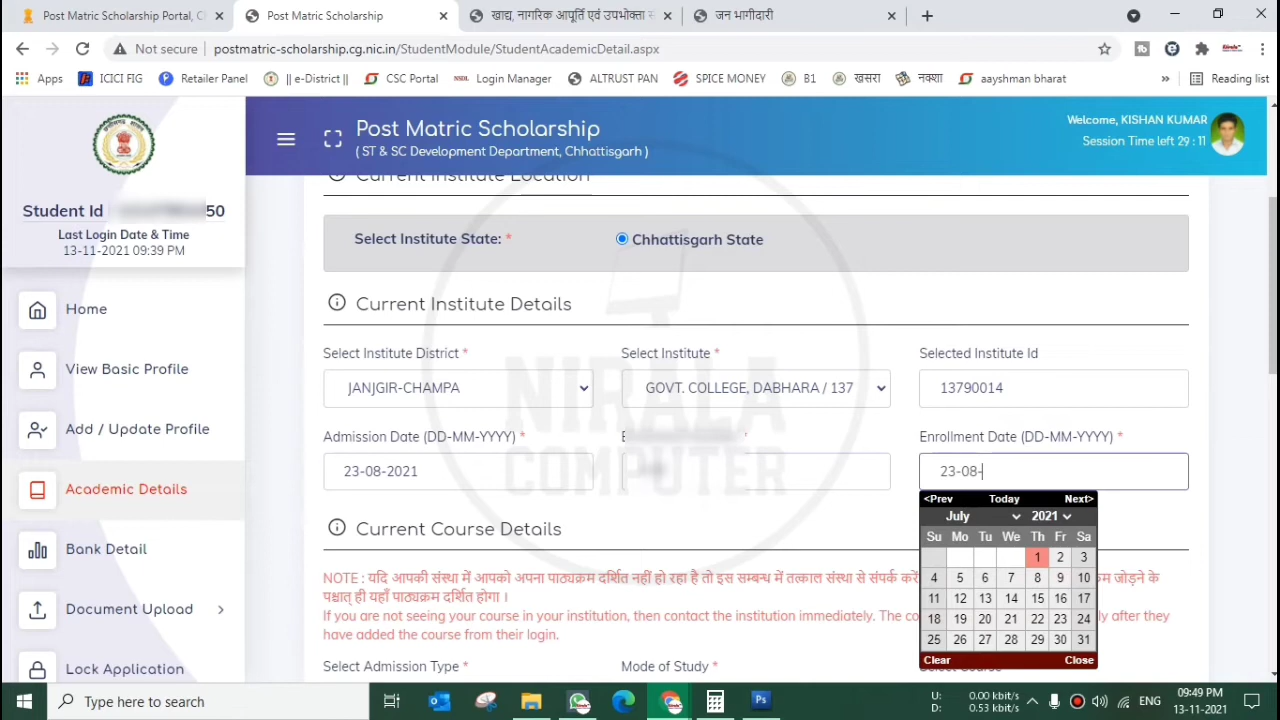 Post Matric Scholarship Portal, C
Post Matric Scholarship
खाद्य, नागरिक आपूर्ति एवं उपभोक्ता स
जन भागीदारी
Not secure
postmatric-scholarship.cg.nic.in/StudentModule/StudentAcademicDetail.aspx
Apps
ICICI FIG
Retailer Panel
|| e-District ||
CSC Portal
NSDL
Login Manager
ALTRUST PAN
SPICE MONEY
B1
खसरा
नक्शा
aayshman bharat
»
Reading list
Post Matric Scholarship
( ST & SC Development Department, Chhattisgarh )
Welcome, KISHAN KUMAR
Session Time left 29 : 11
Student Id
50
Last Login Date & Time
13-11-2021 09:39 PM
Home
View Basic Profile
Add / Update Profile
Academic Details
Bank Detail
Document Upload
Lock Application
Current Institute Location
Select Institute State: *
Chhattisgarh State
Current Institute Details
Select Institute District *
Select Institute *
Selected Institute Id
JANJGIR-CHAMPA
GOVT. COLLEGE, DABHARA / 137
13790014
Admission Date (DD-MM-YYYY) *
Enrollment Date (DD-MM-YYYY) *
23-08-2021
23-08-
NIRALA
COMPUTER
<Prev Today Next>
July 2021
Su Mo Tu We Th Fr Sa
1 2 3
4 5 6 7 8 9 10
11 12 13 14 15 16 17
18 19 20 21 22 23 24
25 26 27 28 29 30 31
Clear Close
Current Course Details
NOTE : यदि आपकी संस्था में आपको अपना पाठ्यक्रम दर्शित नहीं हो रहा है तो इस सम्बन्ध में तत्काल संस्था से संपर्क करें म जोड़ने के
पश्चात् ही यहाँ पाठ्यक्रम दर्शित होगा ।
If you are not seeing your course in your institution, then contact the institution immediately. The co ly after they
have added the course from their login.
Select Admission Type *
Mode of Study *
Type here to search
U: 0.00 kbit/s
D: 0.53 kbit/s
ENG
09:49 PM
13-11-2021